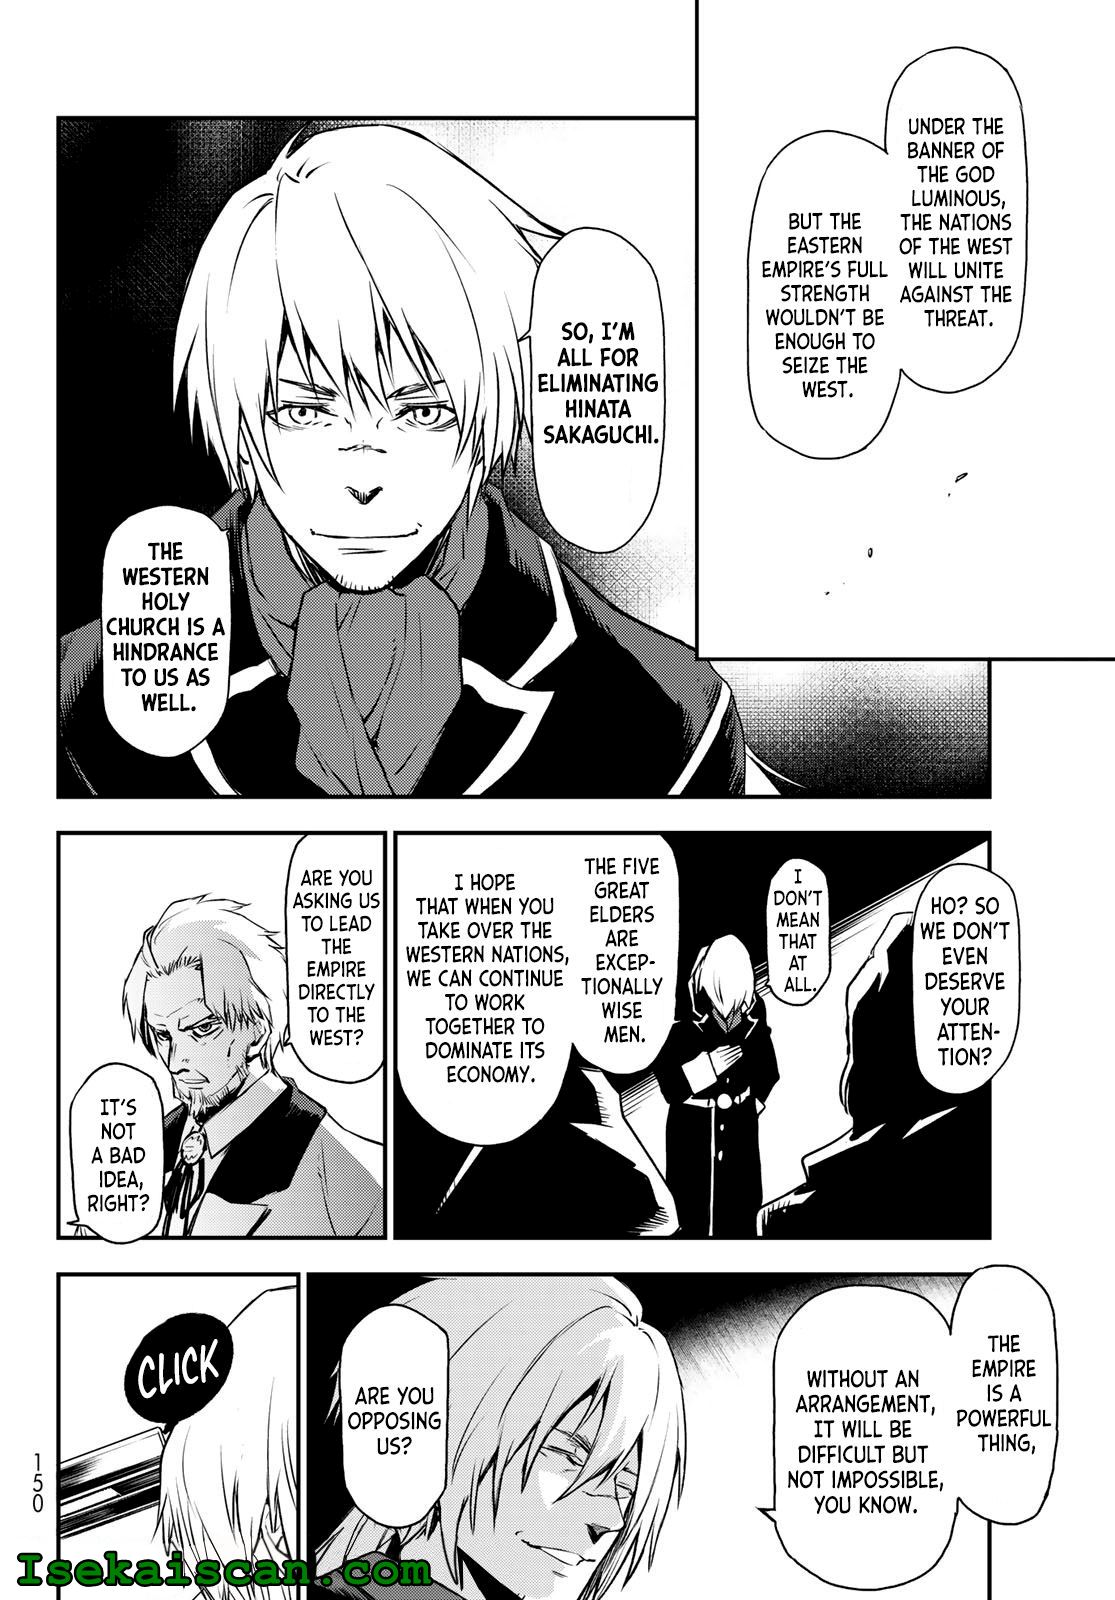 UNDER THE
BANNER OF
THE GOD
LUMINOUS,
THE NATIONS
OF THE WEST
WILL UNITE
AGAINST THE
THREAT.
BUT THE
EASTERN
EMPIRE'S FULL
STRENGTH
WOULDN'T BE
ENOUGH TO
SEIZE THE
WEST.
SO, I'M
ALL FOR
ELIMINATING
HINATA
SAKAGUCHI.
THE
WESTERN
HOLY
CHURCH IS A
HINDRANCE
TO US AS
WELL.
HO? SO
WE DON'T
EVEN
DESERVE
YOUR
ATTEN-
TION?
I
DON'T
MEAN
THAT
AT
ALL.
THE FIVE
GREAT
ELDERS
ARE
EXCEP-
TIONALLY
WISE
MEN.
I HOPE
THAT WHEN YOU
TAKE OVER THE
WESTERN NATIONS,
WE CAN CONTINUE
TO WORK
TOGETHER TO
DOMINATE ITS
ECONOMY.
ARE YOU
ASKING US
TO LEAD
THE
EMPIRE
DIRECTLY
TO THE
WEST?
IT'S
NOT
A BAD
IDEA,
RIGHT?
THE
EMPIRE
IS A
POWERFUL
THING,
WITHOUT AN
ARRANGEMENT,
IT WILL BE
DIFFICULT BUT
NOT IMPOSSIBLE,
YOU KNOW.
ARE YOU
OPPOSING
US?
CLICK
150
Isekaiscan.com